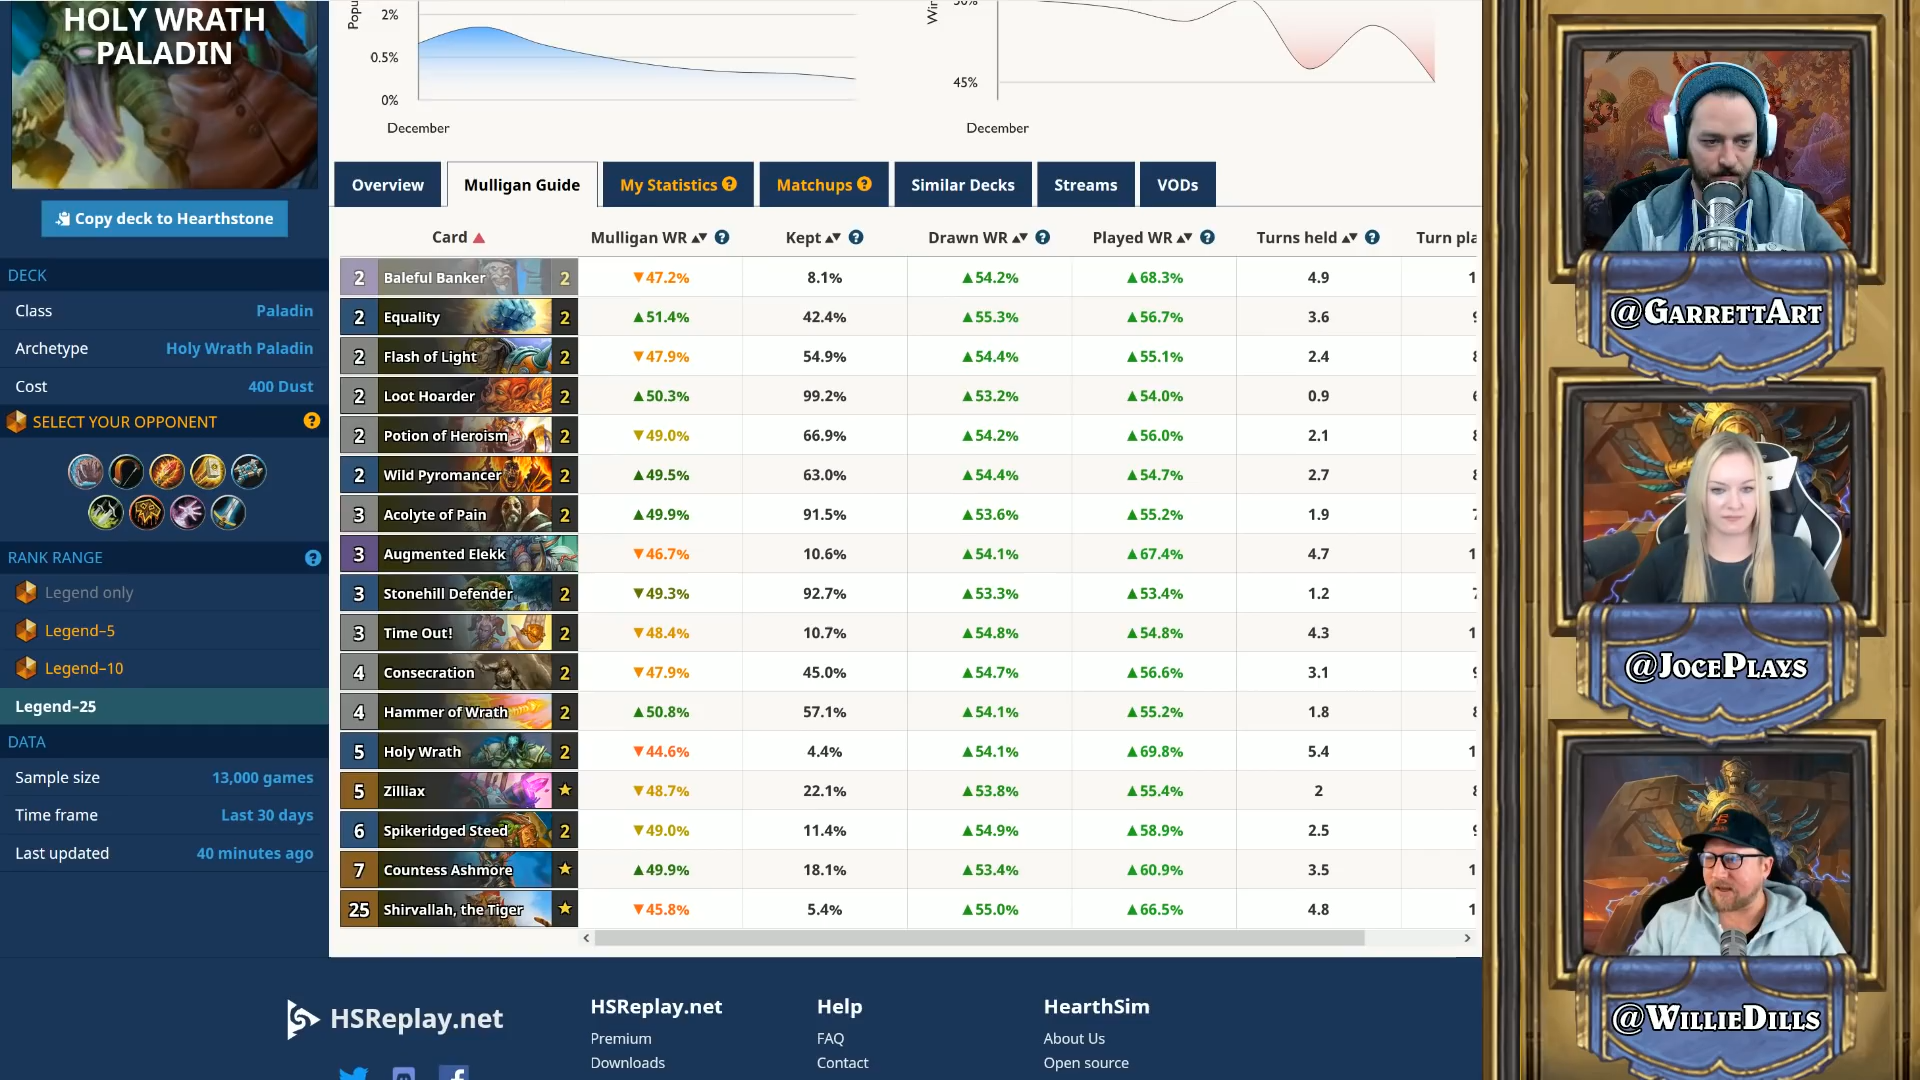 HOLY WRATH
PALADIN
Copy deck to Hearthstone
DECK
Class Paladin
Archetype Holy Wrath Paladin
Cost 400 Dust
SELECT YOUR OPPONENT ?
RANK RANGE ?
Legend only
Legend–5
Legend–10
Legend–25
DATA
Sample size 13,000 games
Time frame Last 30 days
Last updated 40 minutes ago
2%
0.5%
0%
December
45%
December
Overview Mulligan Guide My Statistics ? Matchups ? Similar Decks Streams VODs
Card Mulligan WR ? Kept ? Drawn WR ? Played WR ? Turns held ?
2 Baleful Banker 2 ▼47.2% 8.1% ▲54.2% ▲68.3% 4.9
2 Equality 2 ▲51.4% 42.4% ▲55.3% ▲56.7% 3.6
2 Flash of Light 2 ▼47.9% 54.9% ▲54.4% ▲55.1% 2.4
2 Loot Hoarder 2 ▲50.3% 99.2% ▲53.2% ▲54.0% 0.9
2 Potion of Heroism 2 ▼49.0% 66.9% ▲54.2% ▲56.0% 2.1
2 Wild Pyromancer 2 ▲49.5% 63.0% ▲54.4% ▲54.7% 2.7
3 Acolyte of Pain 2 ▲49.9% 91.5% ▲53.6% ▲55.2% 1.9
3 Augmented Elekk ▼46.7% 10.6% ▲54.1% ▲67.4% 4.7
3 Stonehill Defender 2 ▼49.3% 92.7% ▲53.3% ▲53.4% 1.2
3 Time Out! 2 ▼48.4% 10.7% ▲54.8% ▲54.8% 4.3
4 Consecration 2 ▼47.9% 45.0% ▲54.7% ▲56.6% 3.1
4 Hammer of Wrath 2 ▲50.8% 57.1% ▲54.1% ▲55.2% 1.8
5 Holy Wrath 2 ▼44.6% 4.4% ▲54.1% ▲69.8% 5.4
5 Zilliax ★ ▼48.7% 22.1% ▲53.8% ▲55.4% 2
6 Spikeridged Steed 2 ▼49.0% 11.4% ▲54.9% ▲58.9% 2.5
7 Countess Ashmore ★ ▲49.9% 18.1% ▲53.4% ▲60.9% 3.5
25 Shirvallah, the Tiger ★ ▼45.8% 5.4% ▲55.0% ▲66.5% 4.8
HSReplay.net
HSReplay.net
Premium
Downloads
Help
FAQ
Contact
HearthSim
About Us
Open source
@GarrettArt
@JocePlays
@WillieDills